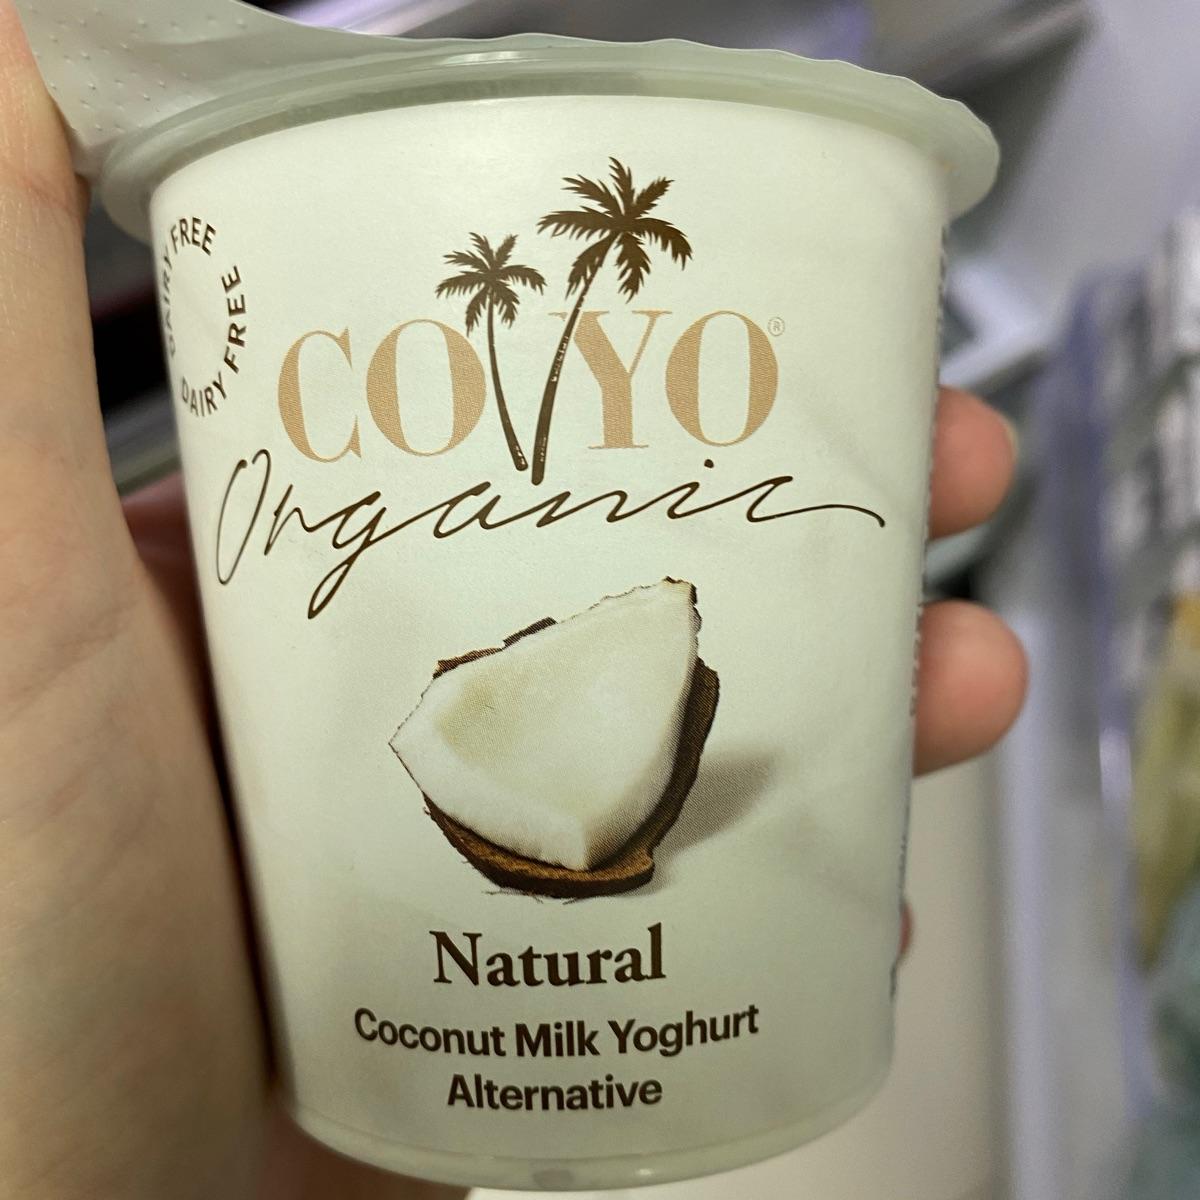 DAIRY FREE
DAIRY FREE
COYO®
Organic
Natural
Coconut Milk Yoghurt
Alternative